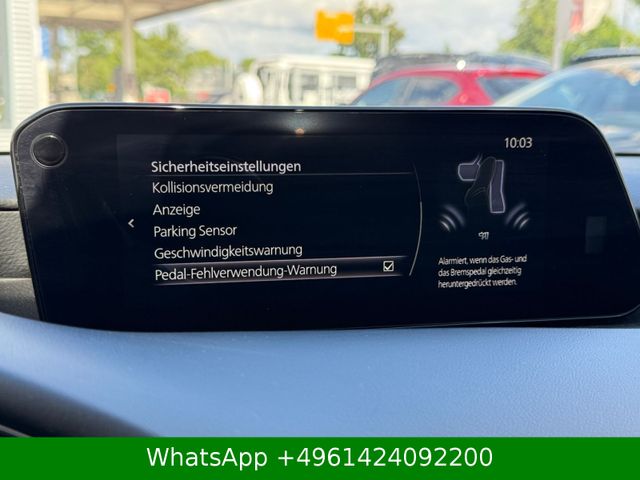 10:03
Sicherheitseinstellungen
Kollisionsvermeidung
Anzeige
Parking Sensor
Geschwindigkeitswarnung
Pedal-Fehlverwendung-Warnung
Alarmiert, wenn das Gas- und
das Bremspedal gleichzeitig
heruntergedrückt werden.
WhatsApp +4961424092200